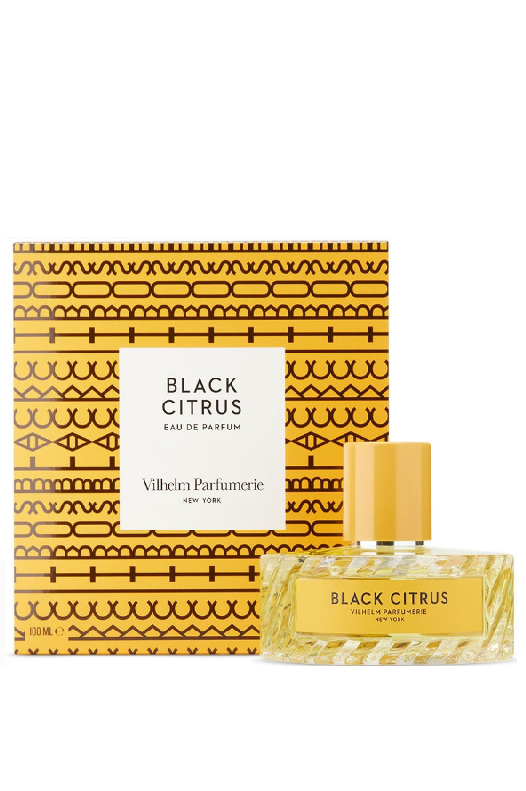 BLACK
CITRUS
EAU DE PARFUM
Vilhelm Parfumerie
NEW YORK
100 ML ℮
BLACK CITRUS
VILHELM PARFUMERIE
NEW YORK